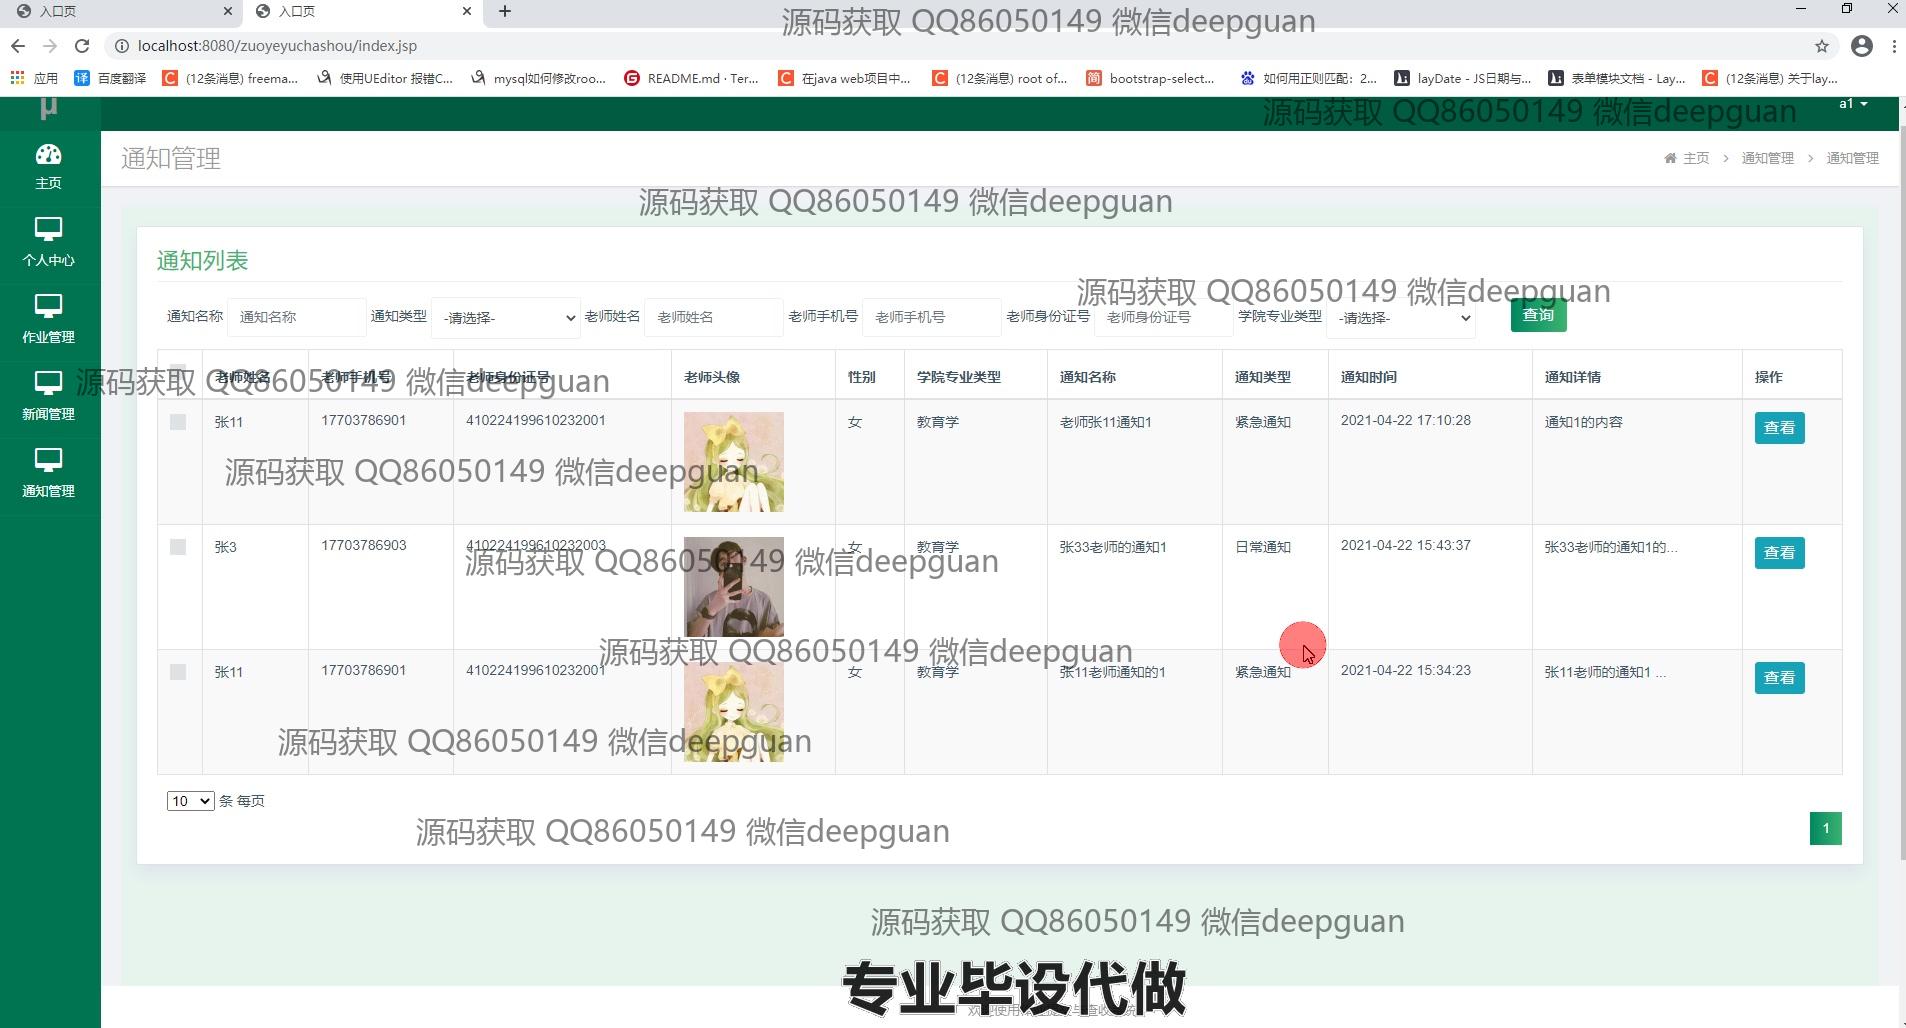 入口页
入口页
源码获取 QQ86050149 微信deepguan
localhost:8080/zuoyeyuchashou/index.jsp
应用 译 百度翻译 (12条消息) freema... 使用UEditor 报错C... mysql如何修改roo... README.md · Ter... 在java web项目中... (12条消息) root of... 简 bootstrap-select... 如何用正则匹配：2... layDate - JS日期与... 表单模块文档 - Lay... (12条消息) 关于lay...
μ
a1
源码获取 QQ86050149 微信deepguan
通知管理
主页 > 通知管理 > 通知管理
主页
个人中心
作业管理
新闻管理
通知管理
源码获取 QQ86050149 微信deepguan
通知列表
源码获取 QQ86050149 微信deepguan
通知名称 通知名称 通知类型 -请选择- 老师姓名 老师姓名 老师手机号 老师手机号 老师身份证号 老师身份证号 学院专业类型 -请选择- 查询
源码获取 QQ86050149 微信deepguan
老师姓名 老师手机号 老师身份证号 老师头像 性别 学院专业类型 通知名称 通知类型 通知时间 通知详情 操作
张11 17703786901 410224199610232001 女 教育学 老师张11通知1 紧急通知 2021-04-22 17:10:28 通知1的内容 查看
源码获取 QQ86050149 微信deepguan
张3 17703786903 410224199610232003 女 教育学 张33老师的通知1 日常通知 2021-04-22 15:43:37 张33老师的通知1的... 查看
源码获取 QQ86050149 微信deepguan
源码获取 QQ86050149 微信deepguan
张11 17703786901 410224199610232001 女 教育学 张11老师通知的1 紧急通知 2021-04-22 15:34:23 张11老师的通知1 ... 查看
源码获取 QQ86050149 微信deepguan
10 条 每页
源码获取 QQ86050149 微信deepguan
1
源码获取 QQ86050149 微信deepguan
专业毕设代做
欢迎使用